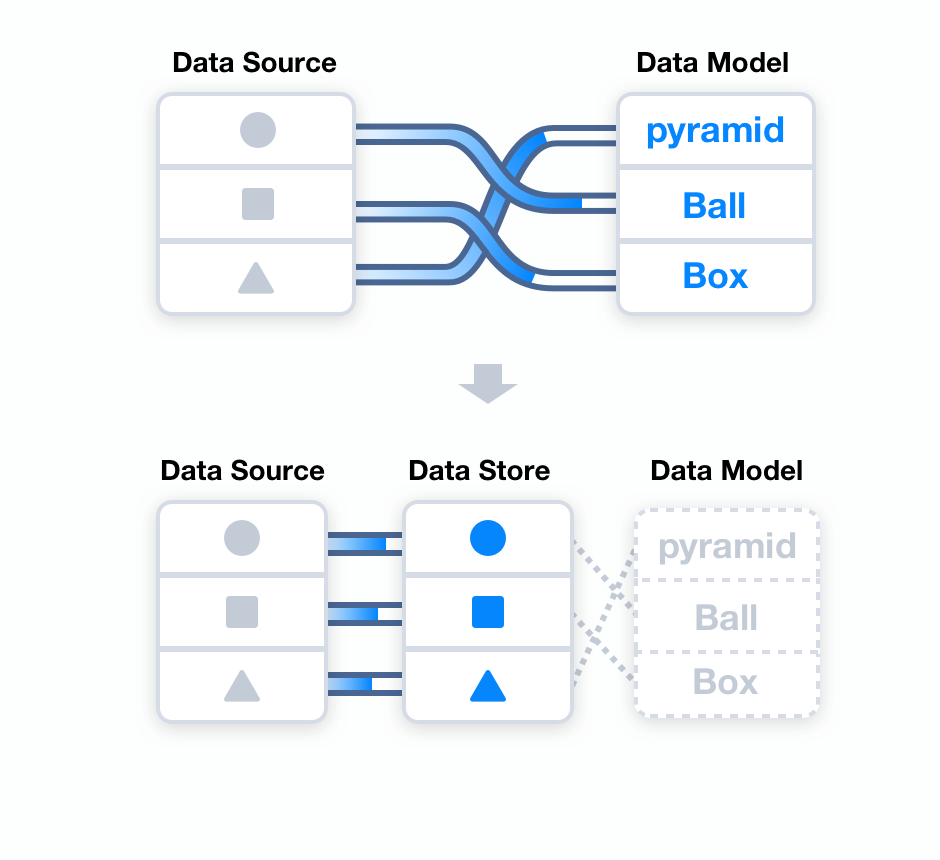 Data Source
Data Model
pyramid
Ball
Box
Data Source
Data Store
Data Model
pyramid
Ball
Box